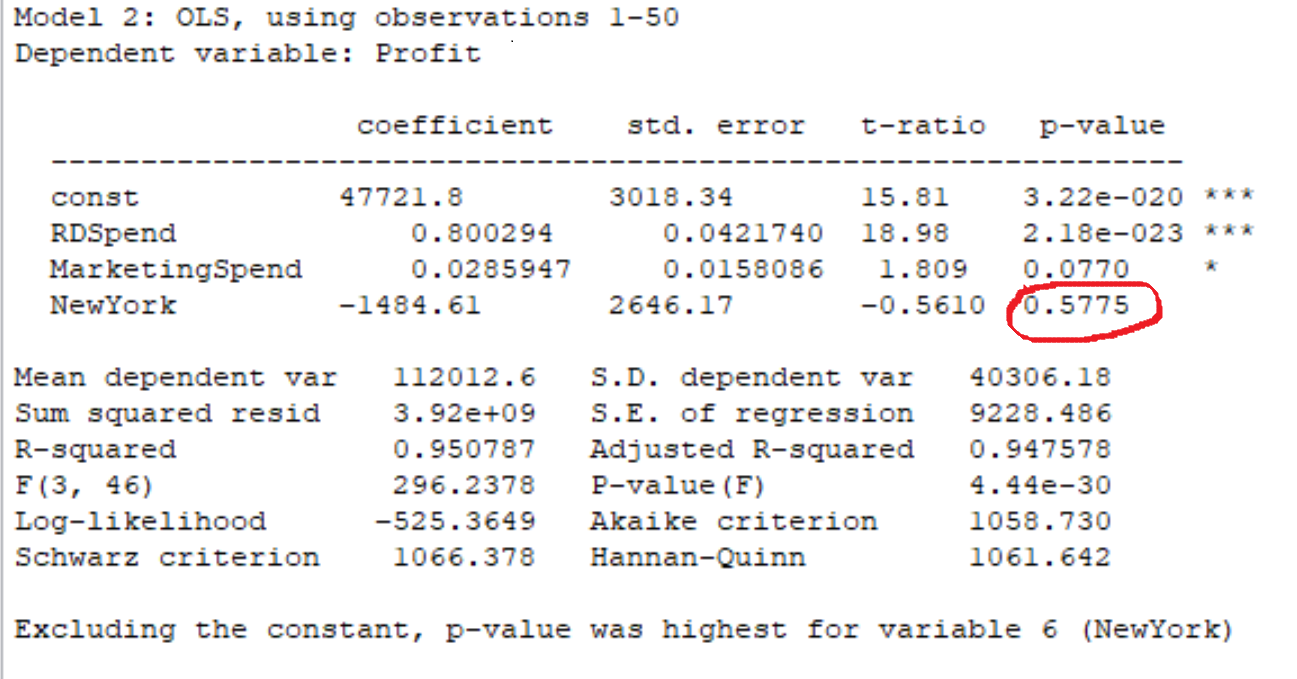 Model 2: OLS, using observations 1-50
Dependent variable: Profit
coefficient std. error t-ratio p-value
---------------------------------------------------------------
const 47721.8 3018.34 15.81 3.22e-020 ***
RDSpend 0.800294 0.0421740 18.98 2.18e-023 ***
MarketingSpend 0.0285947 0.0158086 1.809 0.0770 *
NewYork -1484.61 2646.17 -0.5610 0.5775
Mean dependent var 112012.6 S.D. dependent var 40306.18
Sum squared resid 3.92e+09 S.E. of regression 9228.486
R-squared 0.950787 Adjusted R-squared 0.947578
F(3, 46) 296.2378 P-value(F) 4.44e-30
Log-likelihood -525.3649 Akaike criterion 1058.730
Schwarz criterion 1066.378 Hannan-Quinn 1061.642
Excluding the constant, p-value was highest for variable 6 (NewYork)